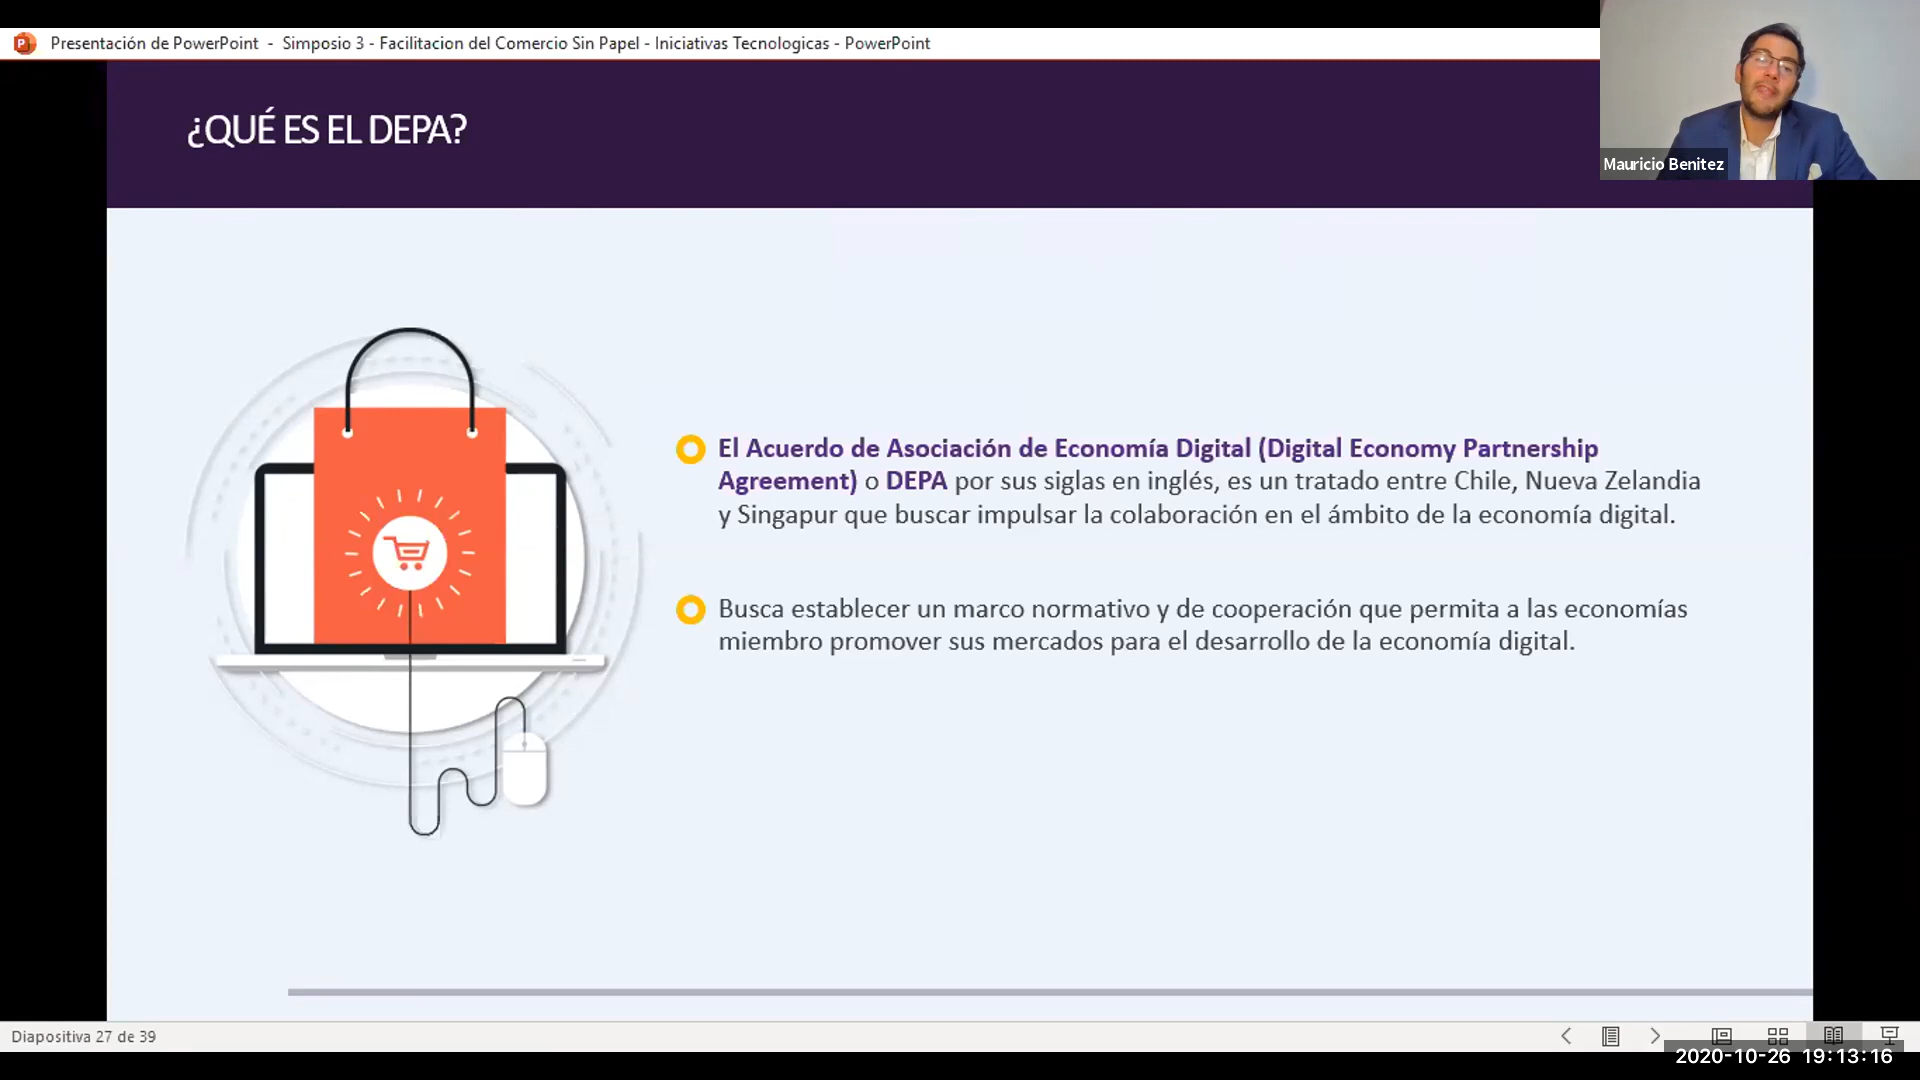 Presentación de PowerPoint - Simposio 3 - Facilitacion del Comercio Sin Papel - Iniciativas Tecnologicas - PowerPoint
Mauricio Benitez
¿QUÉ ES EL DEPA?
El Acuerdo de Asociación de Economía Digital (Digital Economy Partnership
Agreement) o DEPA por sus siglas en inglés, es un tratado entre Chile, Nueva Zelandia
y Singapur que buscar impulsar la colaboración en el ámbito de la economía digital.
Busca establecer un marco normativo y de cooperación que permita a las economías
miembro promover sus mercados para el desarrollo de la economía digital.
Diapositiva 27 de 39
2020-10-26 19:13:16